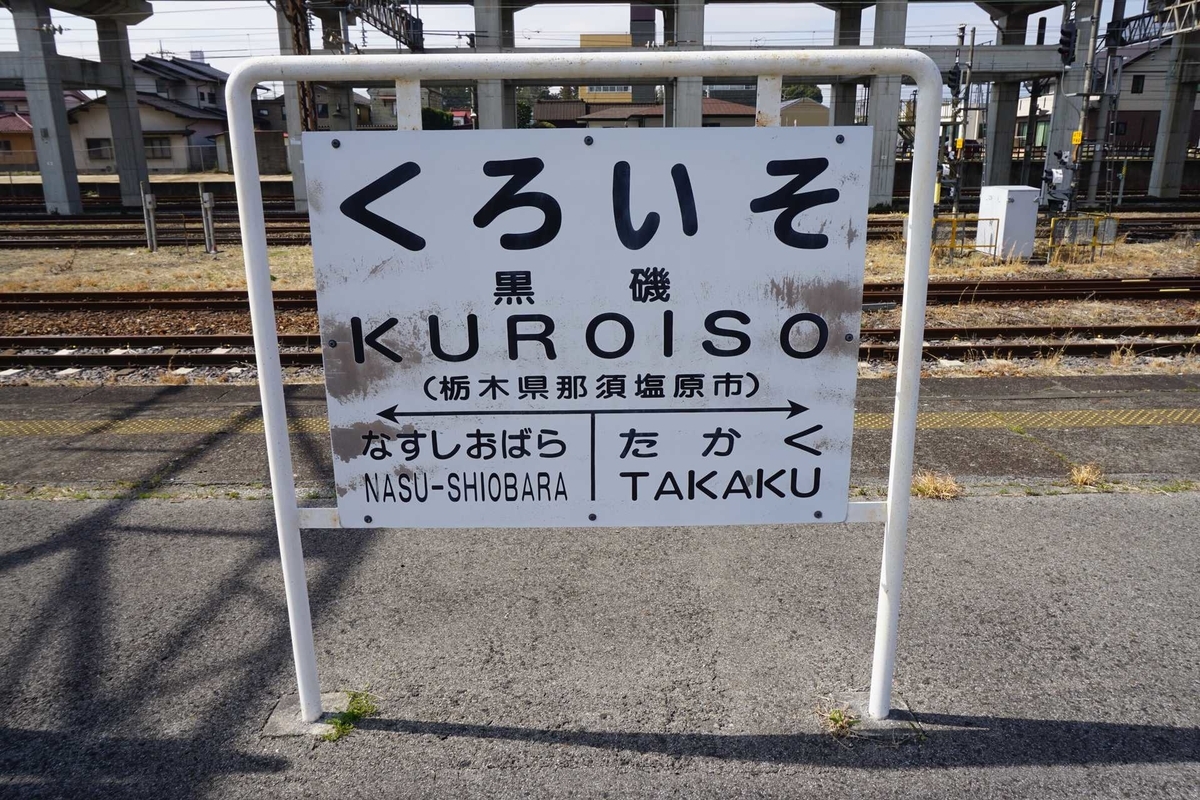 くろいそ
黒磯
KUROISO
(栃木県那須塩原市)
なすしおばら たかく
NASU-SHIOBARA TAKAKU